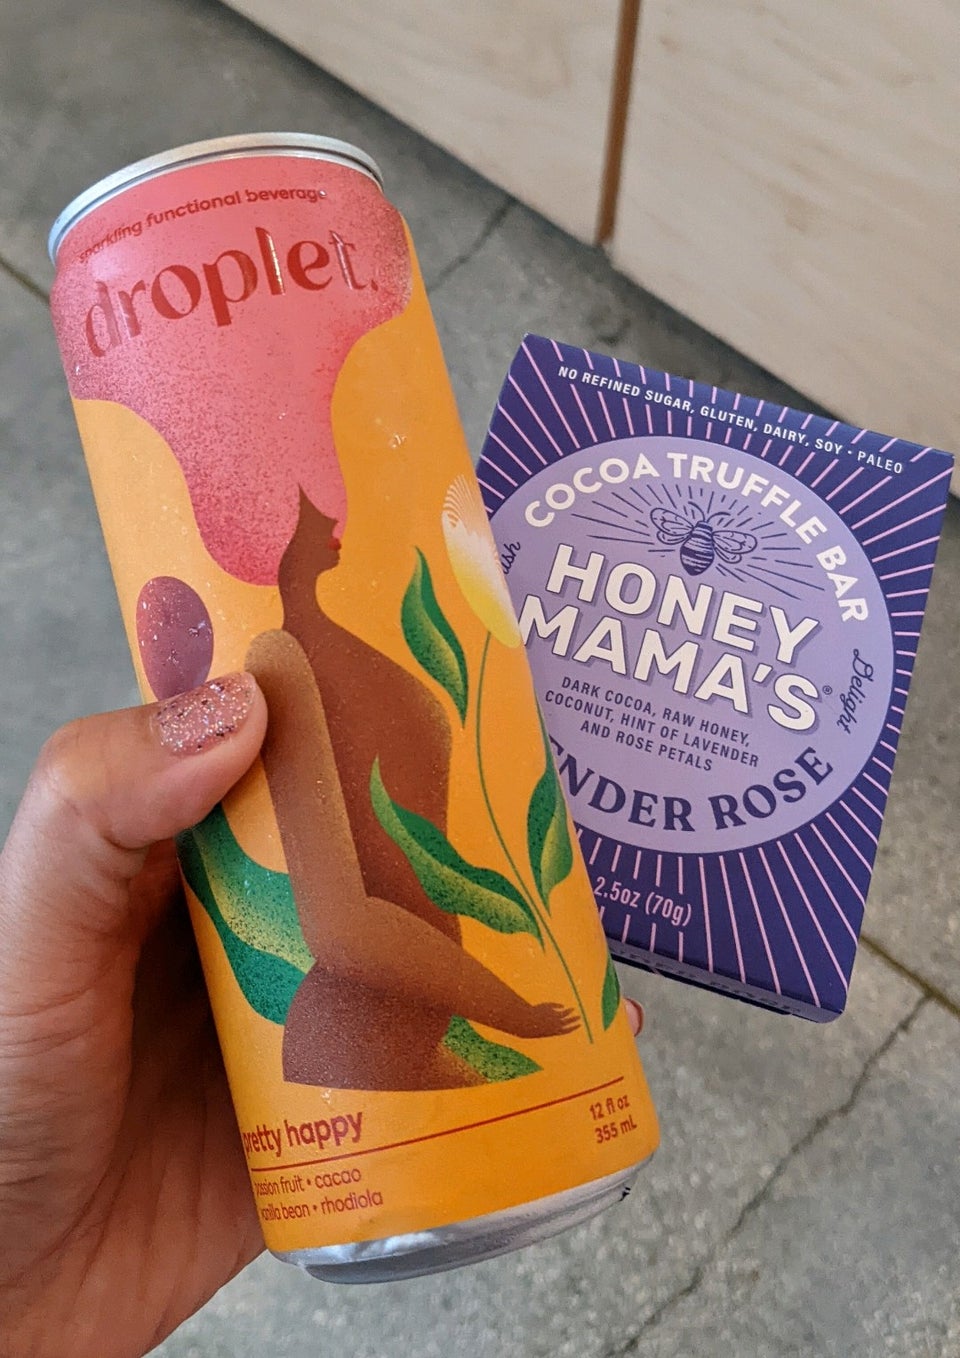 sparkling functional beverage
droplet.
pretty happy
12 fl oz
355 mL
passion fruit • cacao
vanilla bean • rhodiola
NO REFINED SUGAR, GLUTEN, DAIRY, SOY • PALEO
COCOA TRUFFLE BAR
HONEY
MAMA'S®
Delight
DARK COCOA, RAW HONEY,
COCONUT, HINT OF LAVENDER
AND ROSE PETALS
ENDER ROSE
2.5oz (70g)